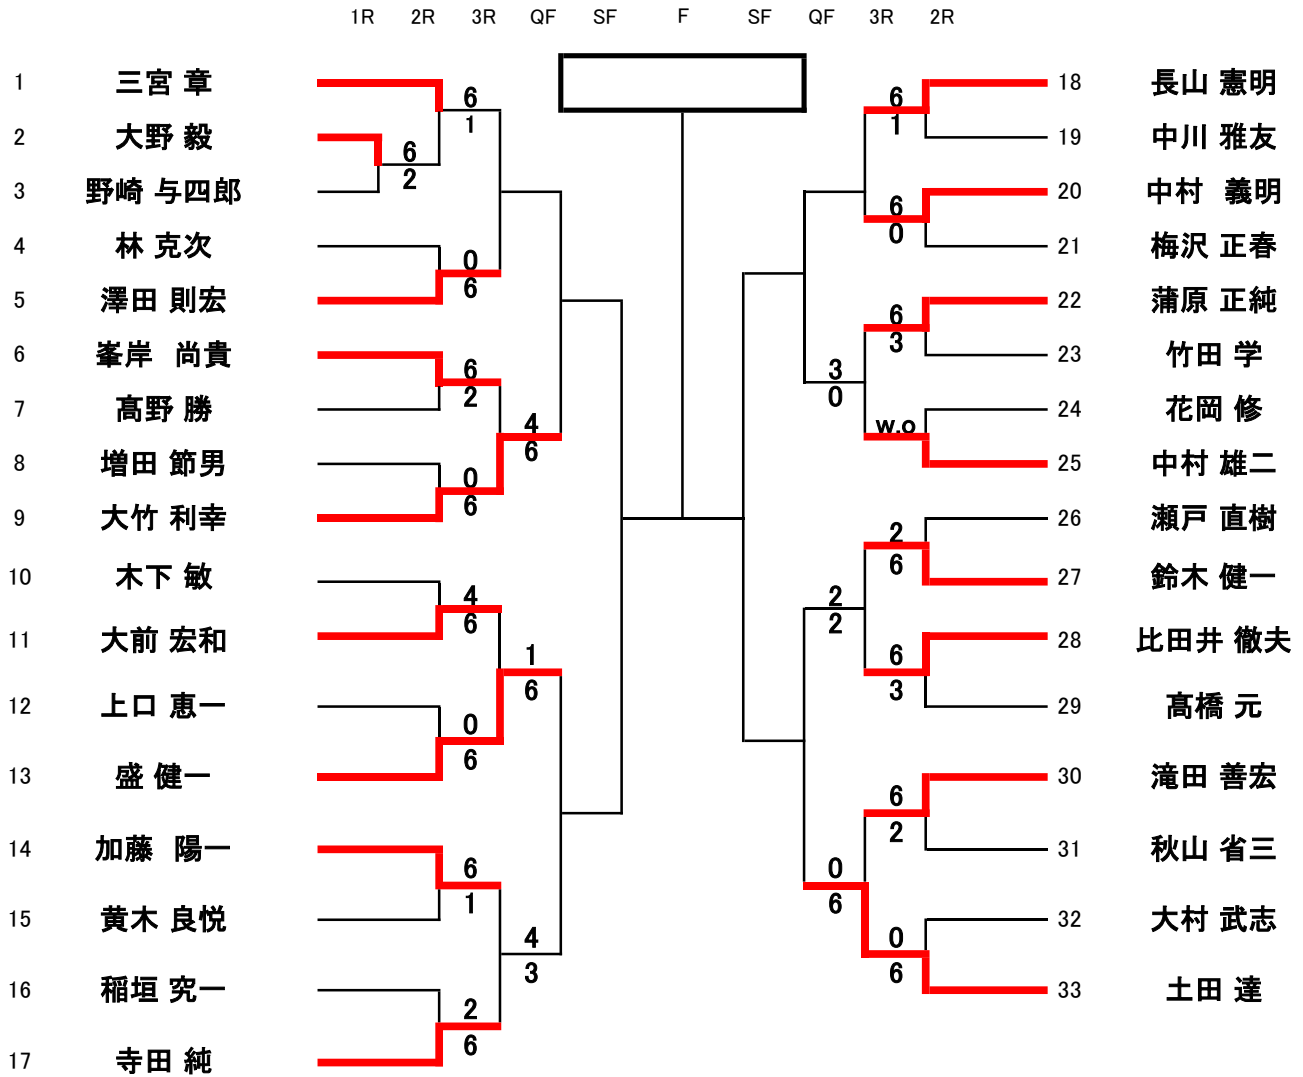 1R 2R 3R QF SF F SF QF 3R 2R
1 三宮 章 6 1 6 1 18 長山 憲明
2 大野 毅 6 2 19 中川 雅友
3 野崎 与四郎 6 0 20 中村 義明
4 林 克次 0 6 21 梅沢 正春
5 澤田 則宏 6 3 22 蒲原 正純
6 峯岸 尚貴 6 2 3 0 23 竹田 学
7 髙野 勝 4 6 w.o 24 花岡 修
8 増田 節男 0 6 25 中村 雄二
9 大竹 利幸 2 6 26 瀬戸 直樹
10 木下 敏 4 6 2 2 27 鈴木 健一
11 大前 宏和 1 6 6 3 28 比田井 徹夫
12 上口 恵一 0 6 29 髙橋 元
13 盛 健一 6 2 30 滝田 善宏
14 加藤 陽一 6 1 0 6 31 秋山 省三
15 黄木 良悦 4 3 0 6 32 大村 武志
16 稲垣 究一 2 6 33 土田 達
17 寺田 純